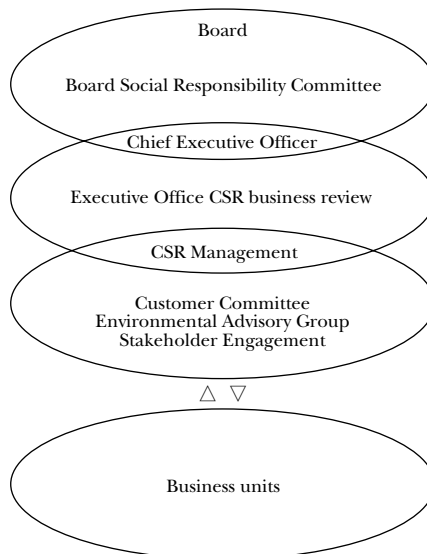 Board
Board Social Responsibility Committee
Chief Executive Officer
Executive Office CSR business review
CSR Management
Customer Committee
Environmental Advisory Group
Stakeholder Engagement
Business units